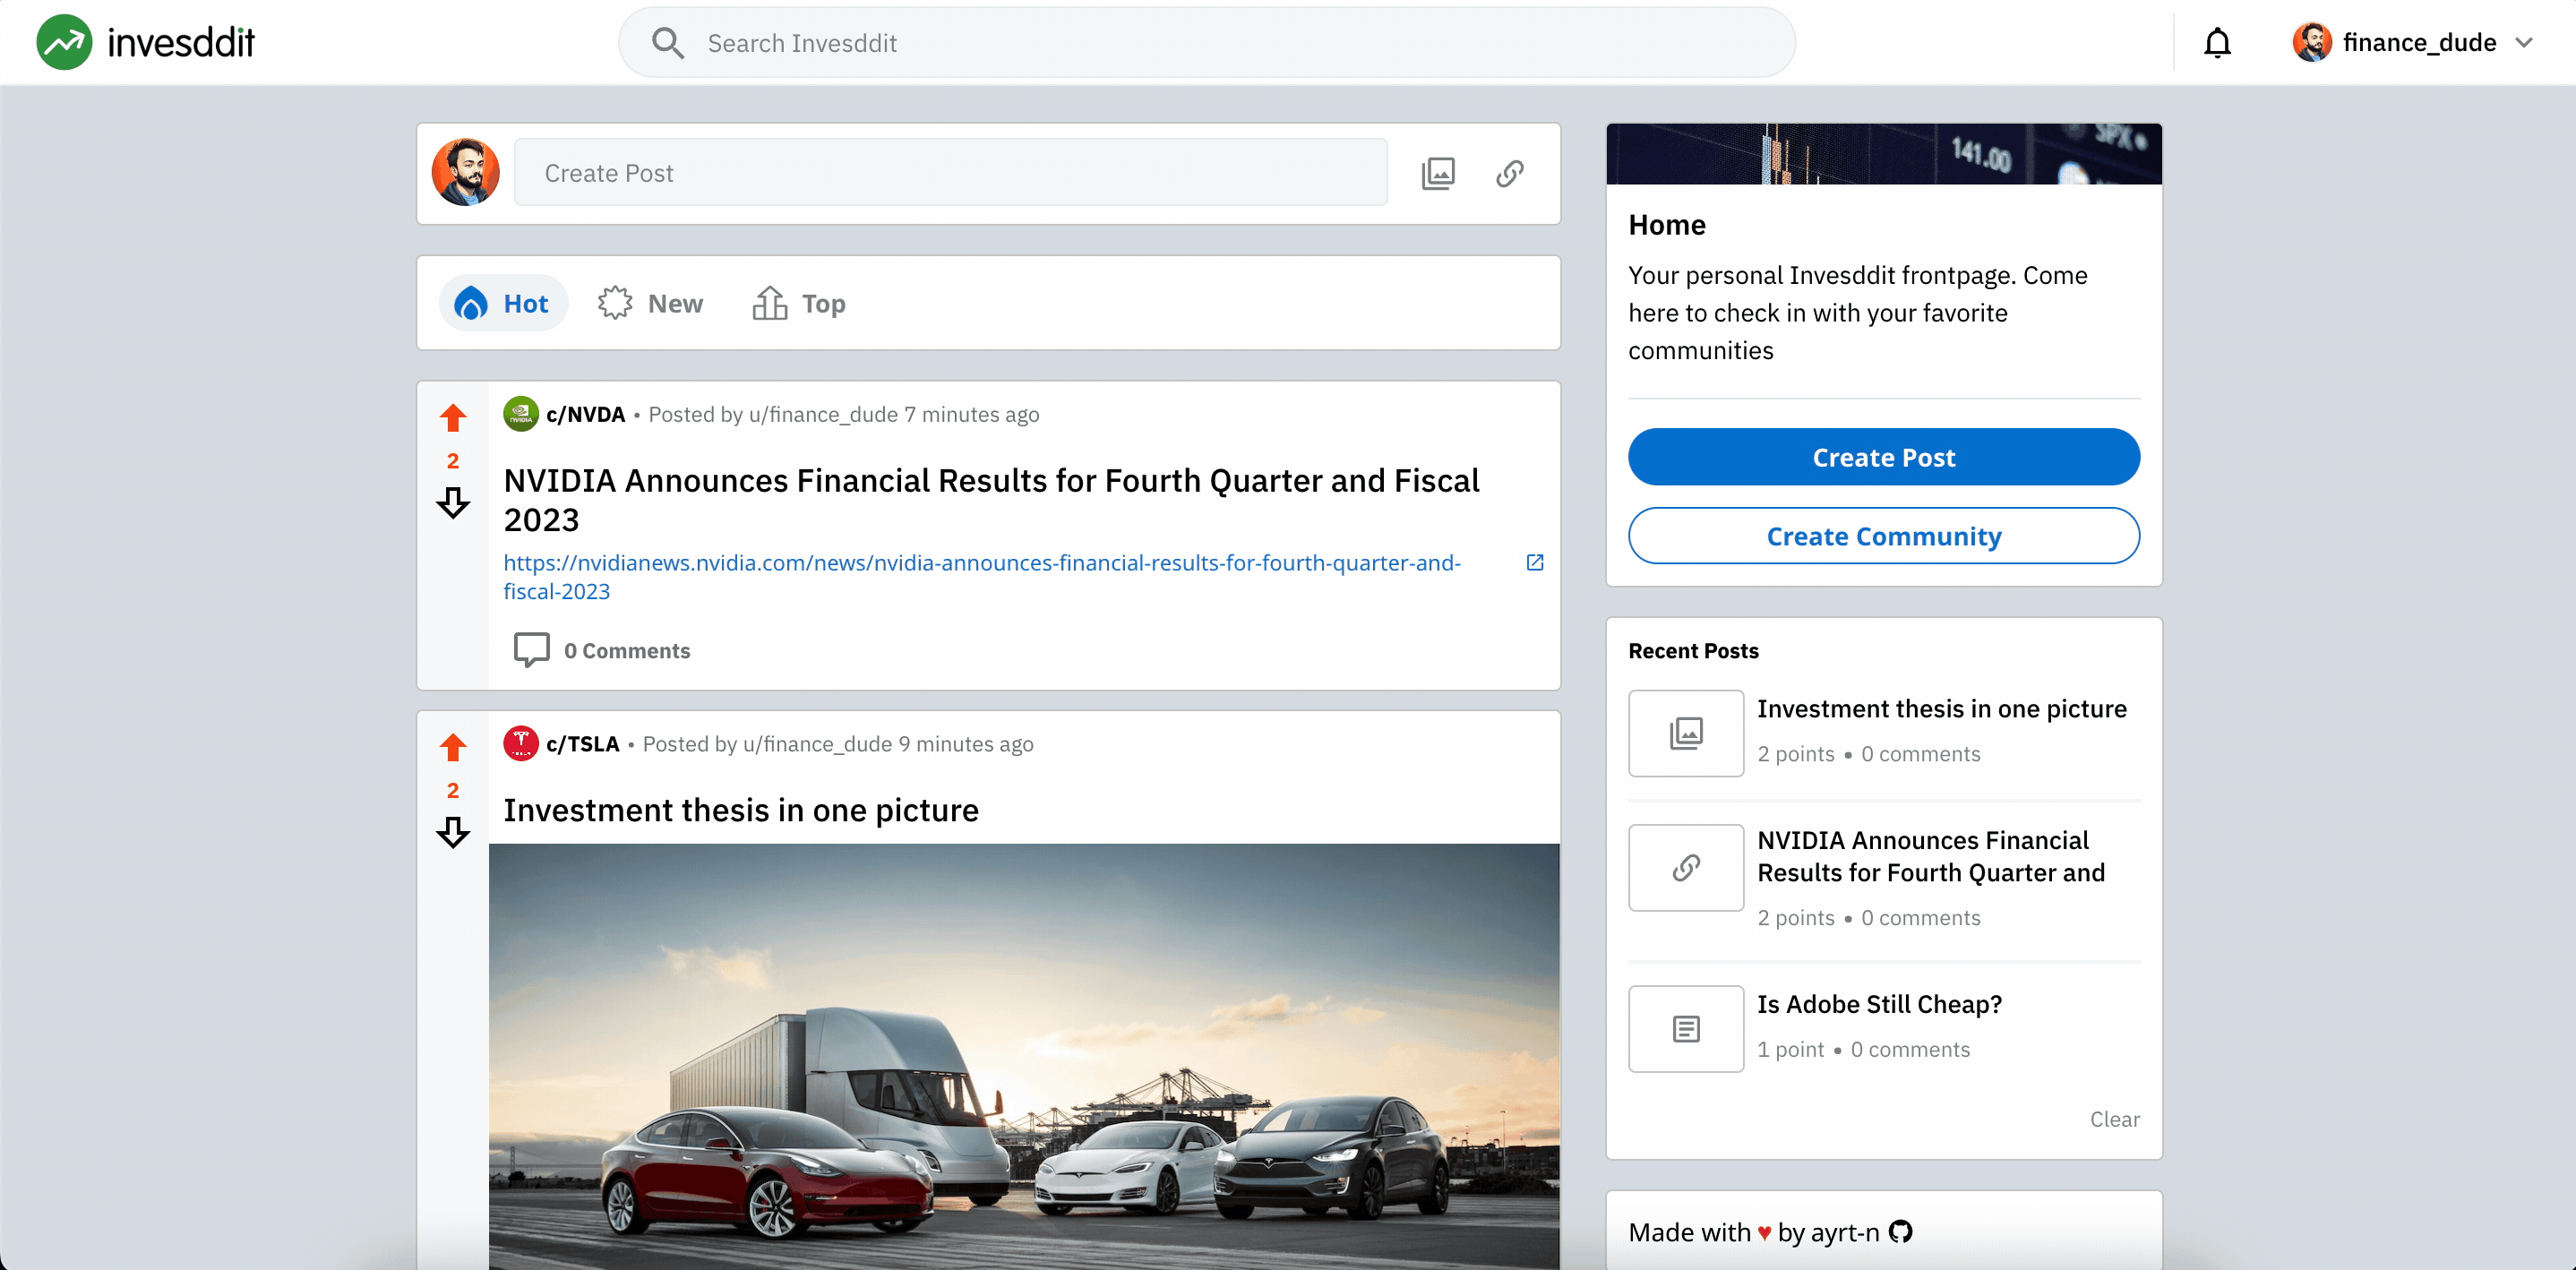 invesddit
Search Invesddit
finance_dude
Create Post
Hot
New
Top
c/NVDA • Posted by u/finance_dude 7 minutes ago
2
NVIDIA Announces Financial Results for Fourth Quarter and Fiscal
2023
https://nvidianews.nvidia.com/news/nvidia-announces-financial-results-for-fourth-quarter-and-
fiscal-2023
0 Comments
c/TSLA • Posted by u/finance_dude 9 minutes ago
2
Investment thesis in one picture
141.00
SPX
Home
Your personal Invesddit frontpage. Come
here to check in with your favorite
communities
Create Post
Create Community
Recent Posts
Investment thesis in one picture
2 points • 0 comments
NVIDIA Announces Financial
Results for Fourth Quarter and
2 points • 0 comments
Is Adobe Still Cheap?
1 point • 0 comments
Clear
Made with ♥ by ayrt-n